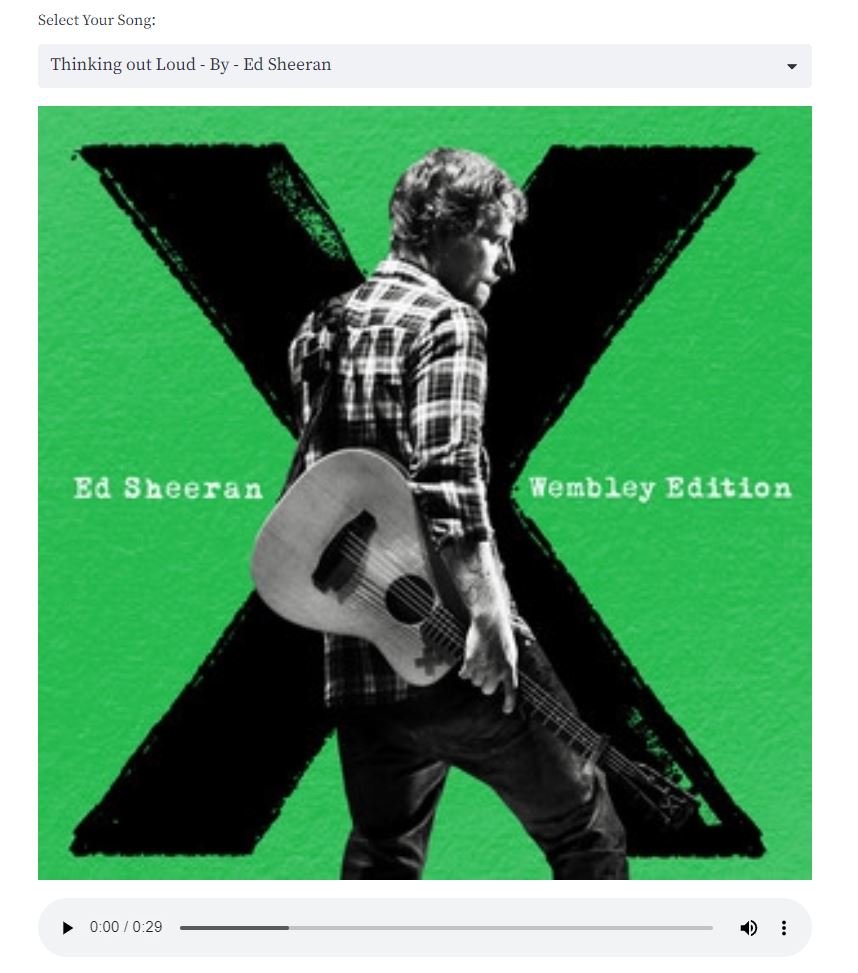 Select Your Song:
Thinking out Loud - By - Ed Sheeran
X
Ed Sheeran
Wembley Edition
0:00 / 0:29